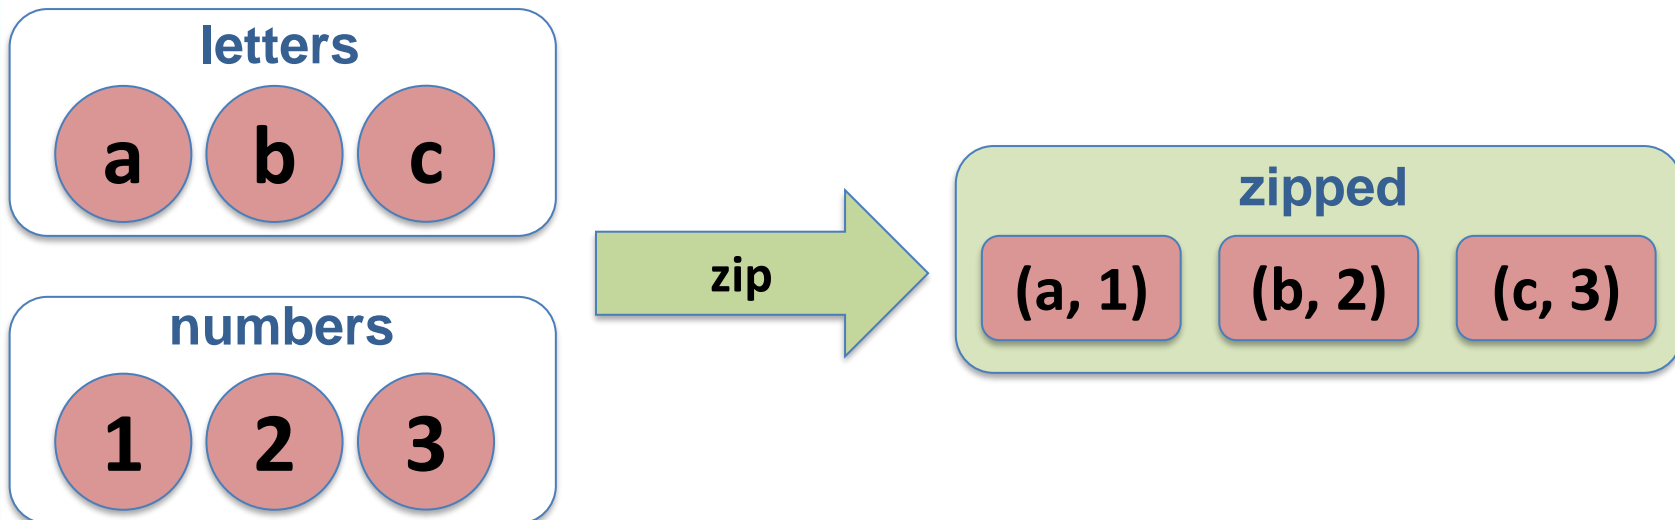 letters
a b c
numbers
1 2 3
zip
zipped
(a, 1) (b, 2) (c, 3)